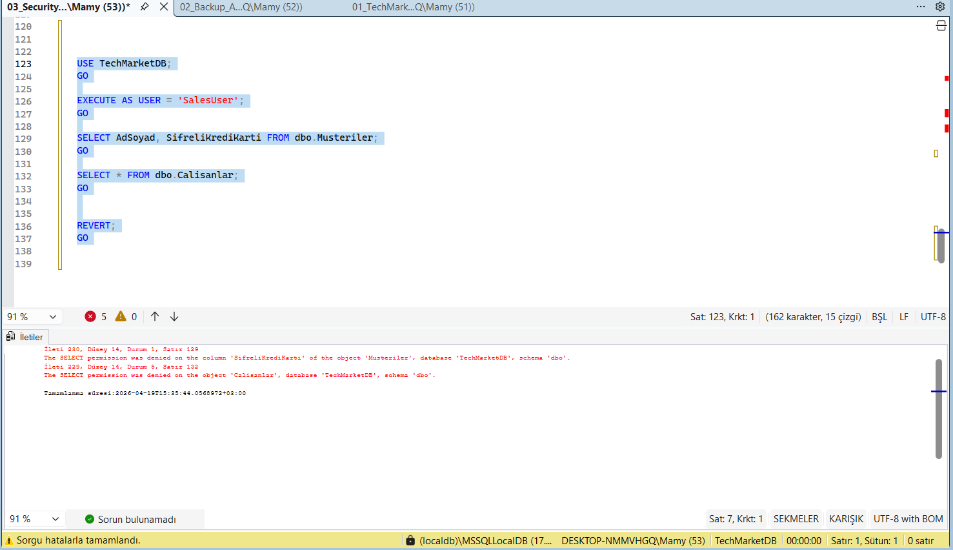 03_Security...\Mamy (53))*
02_Backup_A...Q\Mamy (52))
01_TechMark...Q\Mamy (51))
120
121
122
123 USE TechMarketDB;
124 GO
125
126 EXECUTE AS USER = 'SalesUser';
127 GO
128
129 SELECT AdSoyad, SifreliKrediKarti FROM dbo.Musteriler;
130 GO
131
132 SELECT * FROM dbo.Calisanlar;
133 GO
134
135
136 REVERT;
137 GO
138
139
91 % 5 0 Sat: 123, Krkt: 1 (162 karakter, 15 çizgi) BŞL LF UTF-8
İletiler
İleti 230, Düzey 14, Durum 1, Satır 129
The SELECT permission was denied on the column 'SifreliKrediKarti' of the object 'Musteriler', database 'TechMarketDB', schema 'dbo'.
İleti 229, Düzey 14, Durum 5, Satır 132
The SELECT permission was denied on the object 'Calisanlar', database 'TechMarketDB', schema 'dbo'.
Tamamlanma süresi:2026-04-19T15:35:44.0568972+03:00
91 % Sorun bulunamadı Sat: 7, Krkt: 1 SEKMELER KARIŞIK UTF-8 with BOM
Sorgu hatalarla tamamlandı. (localdb)\MSSQLLocalDB (17.... DESKTOP-NMMVHGQ\Mamy (53) TechMarketDB 00:00:00 Satır: 1, Sütun: 1 0 satır